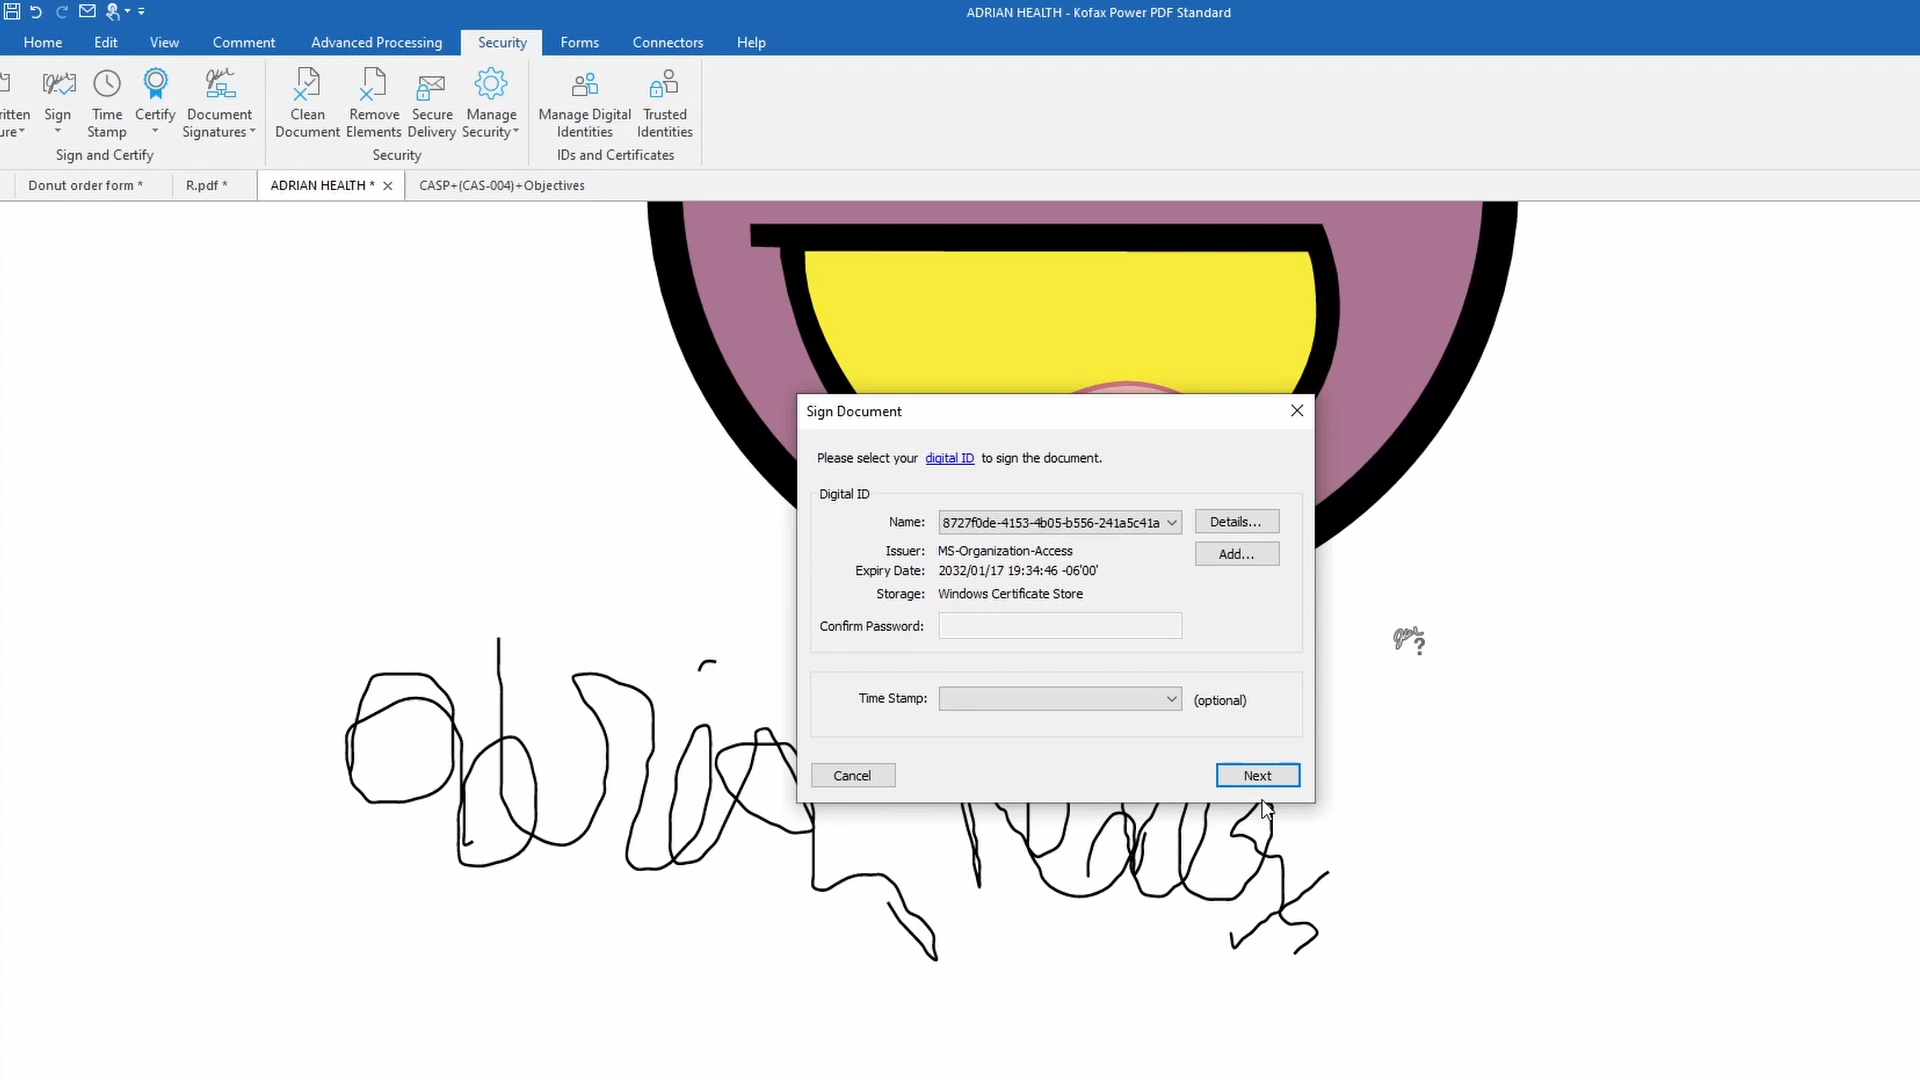 ADRIAN HEALTH - Kofax Power PDF Standard
Home Edit View Comment Advanced Processing Security Forms Connectors Help
itten Sign Time Certify Document Clean Remove Secure Manage Manage Digital Trusted
ure Stamp Signatures Document Elements Delivery Security Identities Identities
Sign and Certify Security IDs and Certificates
Donut order form * R.pdf * ADRIAN HEALTH * CASP+(CAS-004)+Objectives
Sign Document
Please select your digital ID to sign the document.
Digital ID
Name: 8727f0de-4153-4b05-b556-241a5c41a Details...
Issuer: MS-Organization-Access
Add...
Expiry Date: 2032/01/17 19:34:46 -06'00'
Storage: Windows Certificate Store
Confirm Password:
Time Stamp: (optional)
Cancel Next